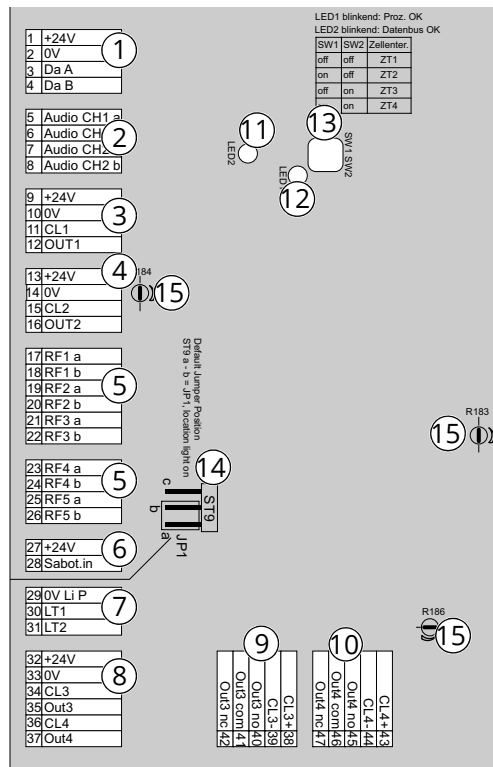 LED1 blinkend: Proz. OK
LED2 blinkend: Datenbus OK
SW1 SW2 Zellenter.
off off ZT1
on off ZT2
off on ZT3
on ZT4
1 +24V
2 0V
3 Da A
4 Da B
1
5 Audio CH1 a
6 Audio CH
7 Audio CH2
8 Audio CH2 b
2
11
LED2
13
SW1 SW2
LED
12
9 +24V
10 0V
11 CL1
12 OUT1
3
13 +24V
14 0V
15 CL2
16 OUT2
4
184
15
17 RF1 a
18 RF1 b
19 RF2 a
20 RF2 b
21 RF3 a
22 RF3 b
5
Default Jumper Position
ST9 a - b = JP1, location light on
R183
15
23 RF4 a
24 RF4 b
25 RF5 a
26 RF5 b
5
14
c
b
a
ST9
JP1
27 +24V
28 Sabot.in
6
29 0V Li P
30 LT1
31 LT2
7
R186
15
32 +24V
33 0V
34 CL3
35 Out3
36 CL4
37 Out4
8
9
CL3+ 38
CL3- 39
Out3 no 40
Out3 com 41
Out3 nc 42
10
CL4+ 43
CL4- 44
Out4 no 45
Out4 com 46
Out4 nc 47